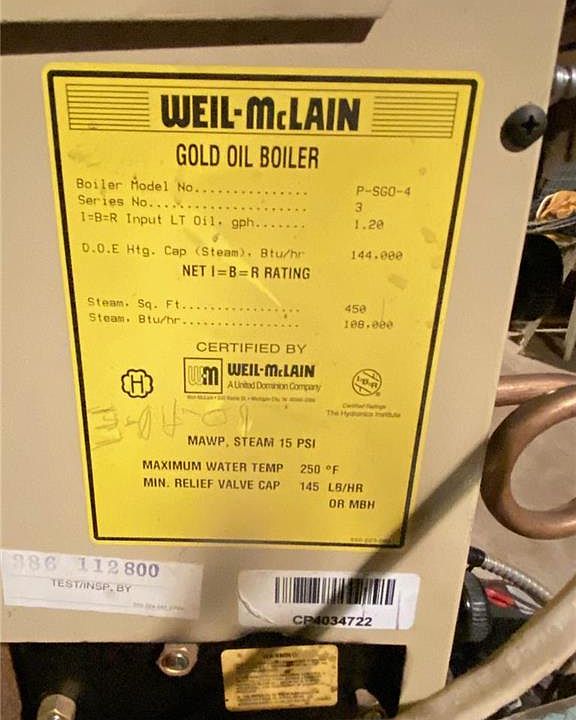 WEIL-McLAIN
GOLD OIL BOILER
Boiler Model No............... P-SGO-4
Series No..................... 3
I=B=R Input LT Oil, gph....... 1.20
D.O.E Htg. Cap (Steam), Btu/hr 144,000
NET I=B=R RATING
Steam, Sq. Ft............... 450
Steam, Btu/hr............... 108,000
CERTIFIED BY
H
WM WEIL-McLAIN
A United Dominion Company
I=B=R
Certified Ratings
The Hydronics Institute
MAWP, STEAM 15 PSI
MAXIMUM WATER TEMP 250 °F
MIN. RELIEF VALVE CAP 145 LB/HR
OR MBH
386 112800
TEST/INSP. BY
CP4034722